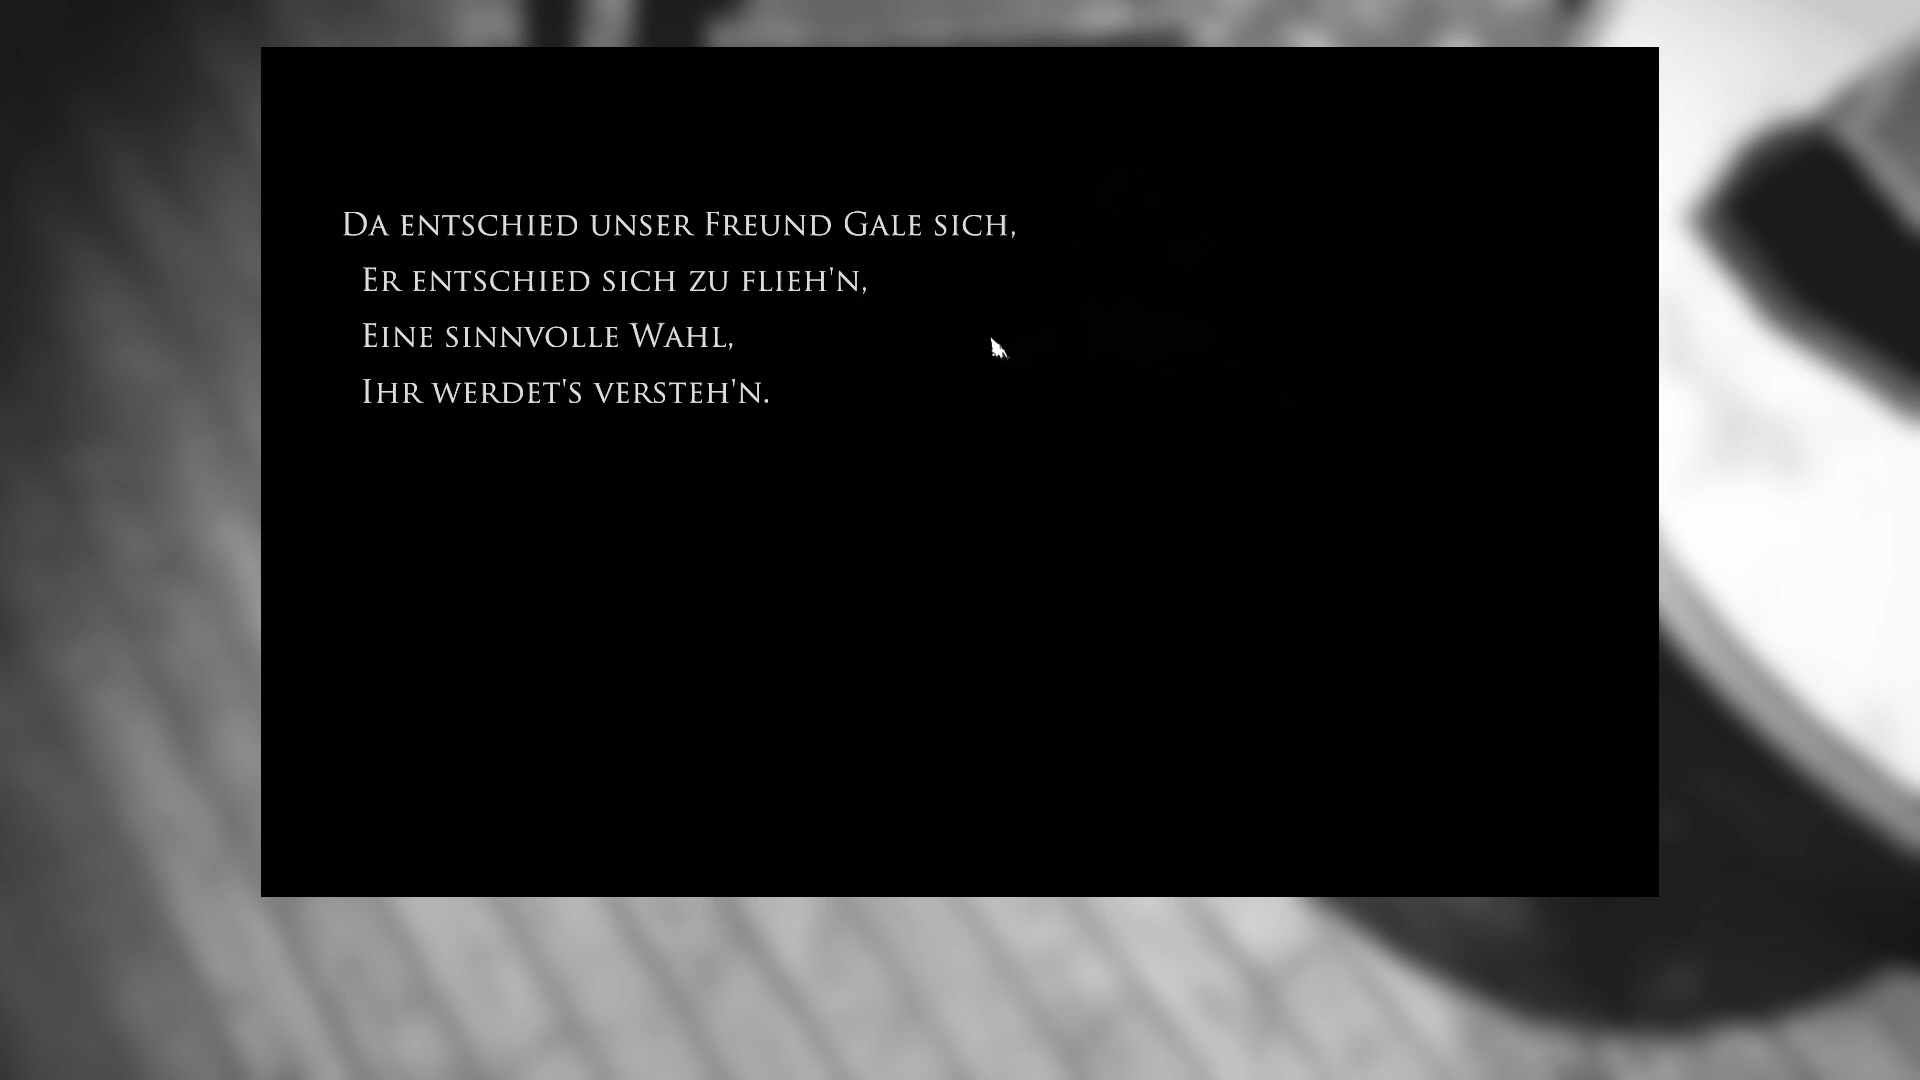 Da entschied unser Freund Gale sich,
Er entschied sich zu flieh'n,
Eine sinnvolle Wahl,
Ihr werdet's versteh'n.